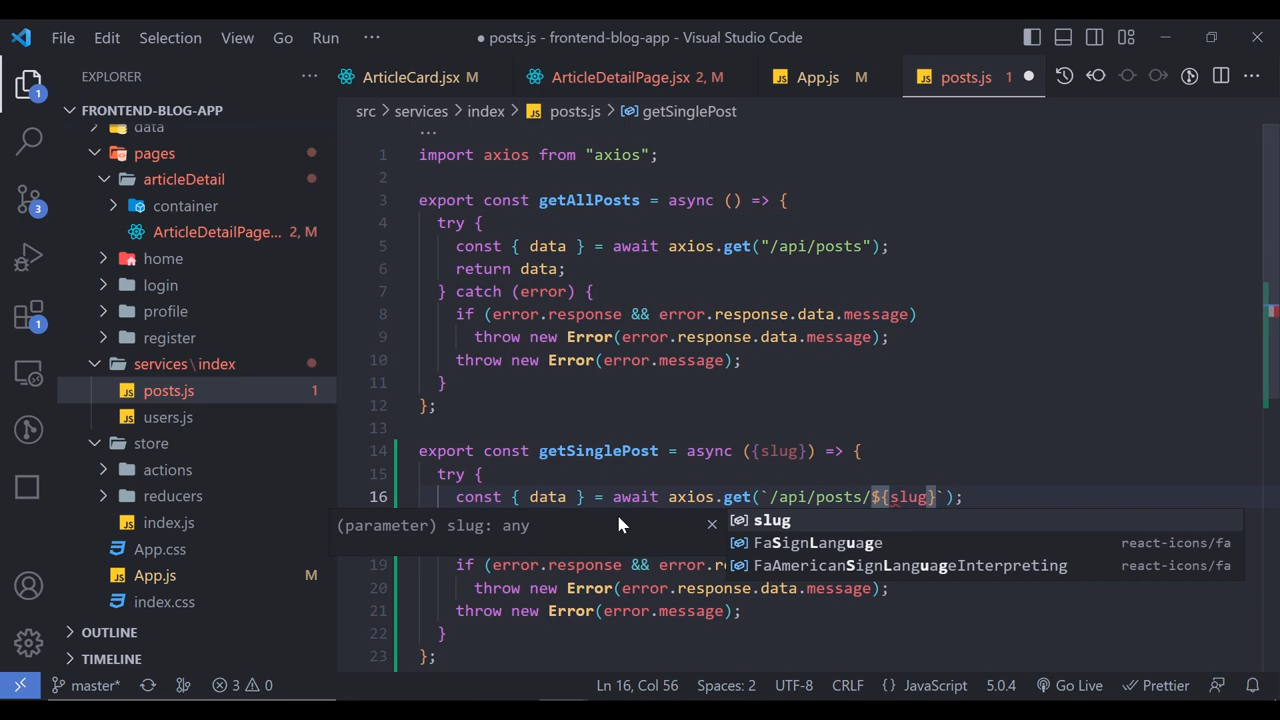 File Edit Selection View Go Run ··· ● posts.js - frontend-blog-app - Visual Studio Code
EXPLORER ···
ArticleCard.jsx M ArticleDetailPage.jsx 2, M App.js M JS posts.js 1 ● ···
FRONTEND-BLOG-APP
src > services > index > JS posts.js > getSinglePost
data
pages
articleDetail
container
ArticleDetailPage... 2, M
home
login
profile
register
services\index
JS posts.js 1
JS users.js
store
actions
reducers
JS index.js
App.css
JS App.js M
index.css
OUTLINE
TIMELINE
1
3
1
···
1 import axios from "axios";
2
3 export const getAllPosts = async () => {
4 try {
5 const { data } = await axios.get("/api/posts");
6 return data;
7 } catch (error) {
8 if (error.response && error.response.data.message)
9 throw new Error(error.response.data.message);
10 throw new Error(error.message);
11 }
12 };
13
14 export const getSinglePost = async ({slug}) => {
15 try {
16 const { data } = await axios.get(`/api/posts/${slug}`);
(parameter) slug: any ×
slug
FaSignLanguage react-icons/fa
FaAmericanSignLanguageInterpreting react-icons/fa
19 if (error.response && error.re
20 throw new Error(error.response.data.message);
21 throw new Error(error.message);
22 }
23 };
master* 3 0 Ln 16, Col 56 Spaces: 2 UTF-8 CRLF {} JavaScript 5.0.4 Go Live Prettier